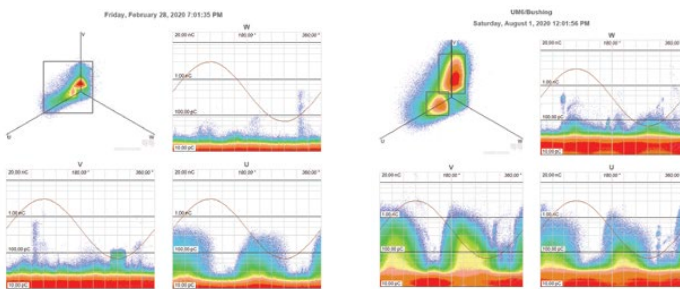 Friday, February 28, 2020 7:01:35 PM
V
U
W
W
20,00 nC
180,00 °
360,00 °
1,00 nC
100,00 pC
10,00 pC
V
20,00 nC
180,00 °
360,00 °
1,00 nC
100,00 pC
10,00 pC
U
20,00 nC
180,00 °
360,00 °
1,00 nC
100,00 pC
10,00 pC
UM6/Bushing
Saturday, August 1, 2020 12:01:56 PM
V
U
W
W
20,00 nC
180,00 °
360,00 °
1,00 nC
100,00 pC
10,00 pC
V
20,00 nC
180,00 °
360,00 °
1,00 nC
100,00 pC
10,00 pC
U
20,00 nC
180,00 °
360,00 °
1,00 nC
100,00 pC
10,00 pC